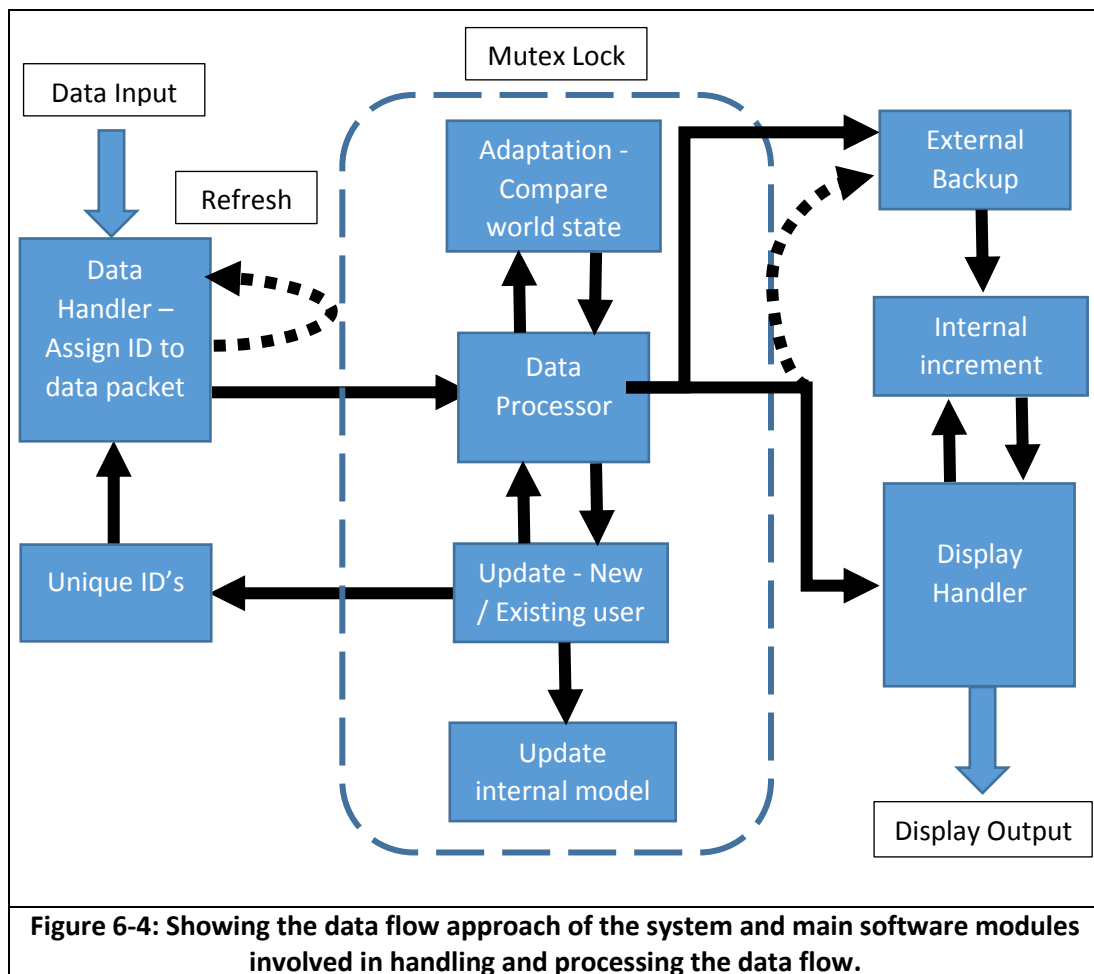 Mutex Lock
Data Input
Refresh
Data
Handler –
Assign ID to
data packet
Unique ID’s
Adaptation -
Compare
world state
Data
Processor
Update - New
/ Existing user
Update
internal model
External
Backup
Internal
increment
Display
Handler
Display Output
Figure 6-4: Showing the data flow approach of the system and main software modules
involved in handling and processing the data flow.